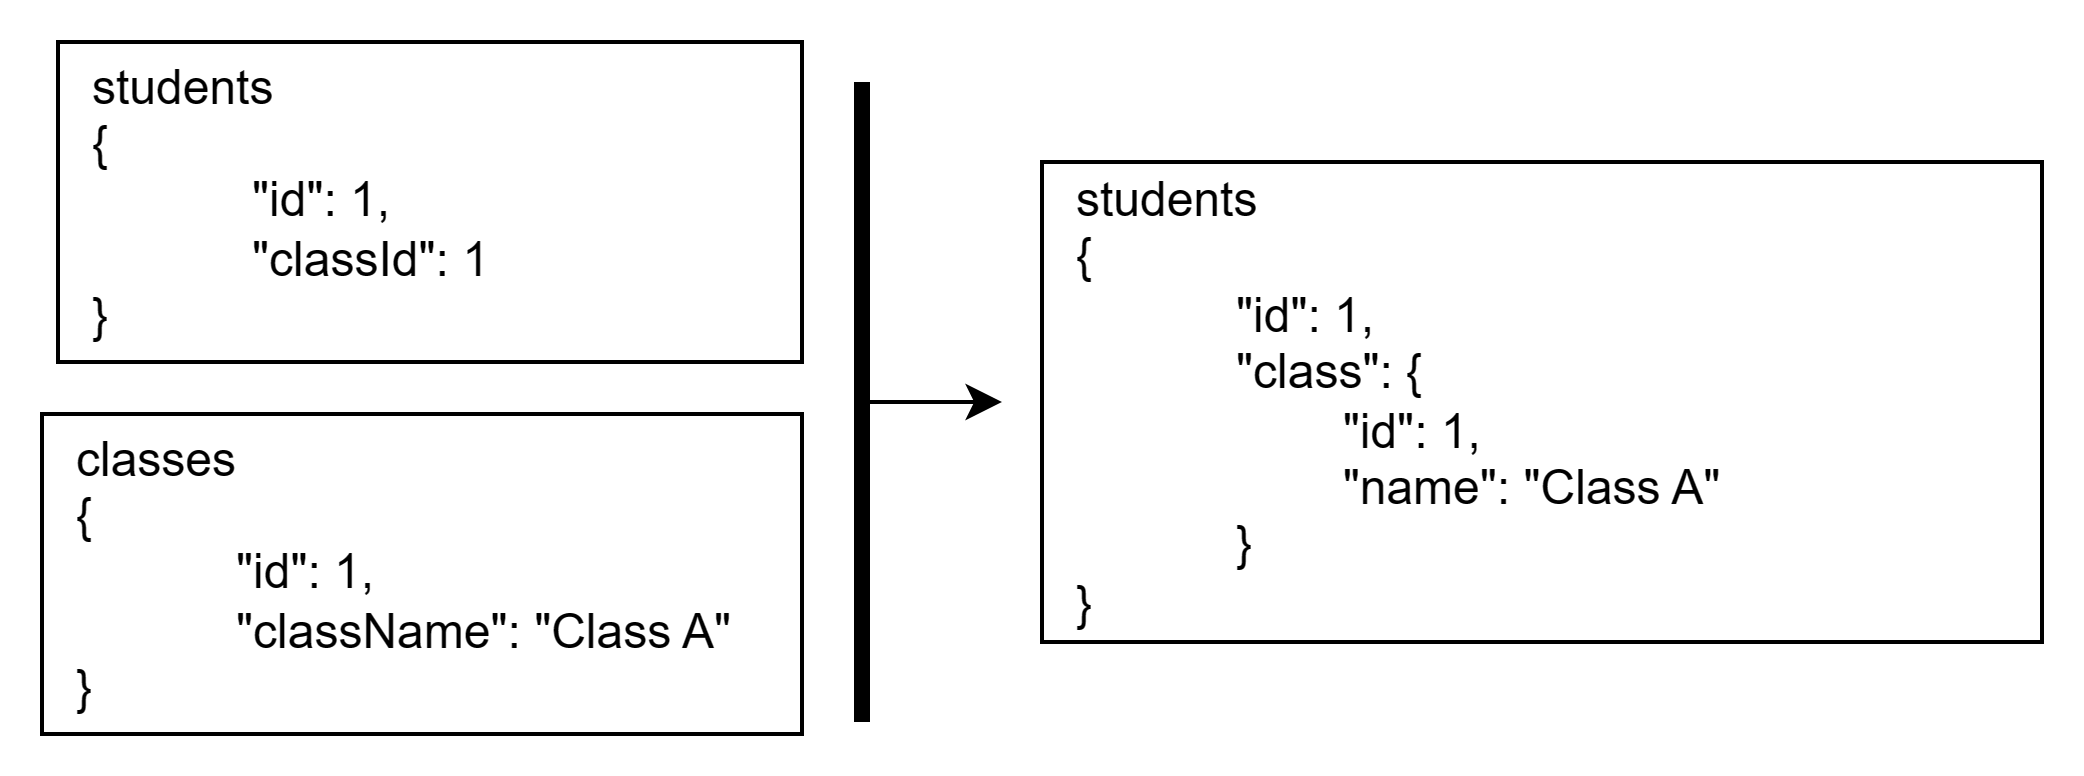 students
{
"id": 1,
"classId": 1
}
classes
{
"id": 1,
"className": "Class A"
}
students
{
"id": 1,
"class": {
"id": 1,
"name": "Class A"
}
}